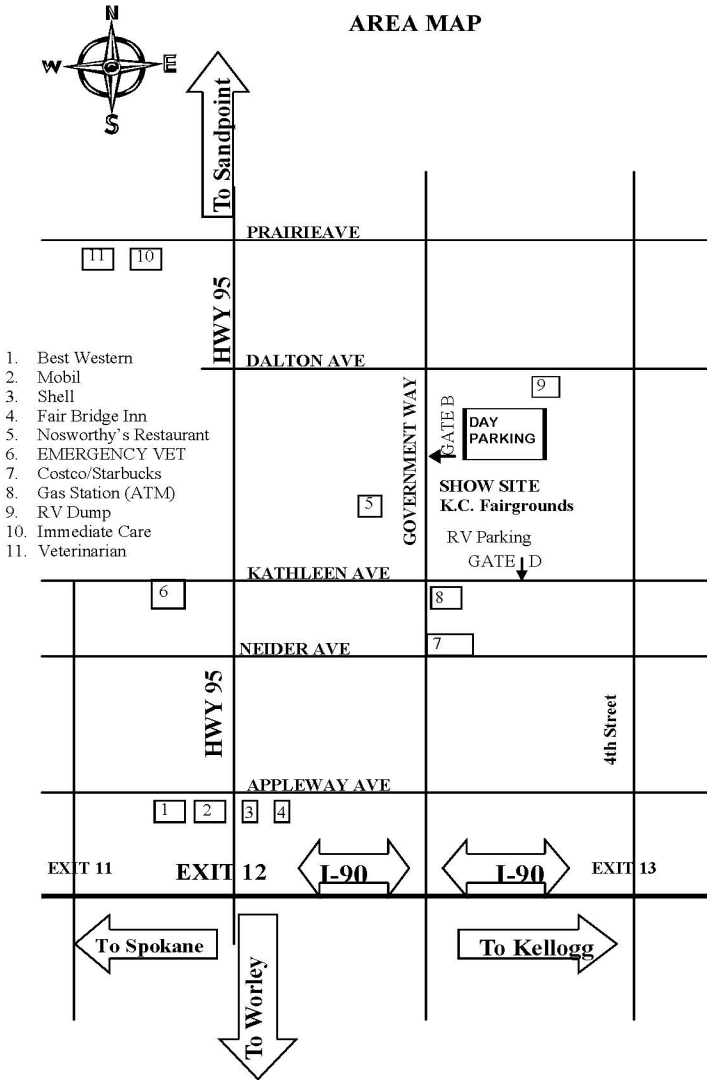 AREA MAP
N
W E
S
To Sandpoint
PRAIRIEAVE
11 10
HWY 95
DALTON AVE
1. Best Western
2. Mobil
3. Shell
4. Fair Bridge Inn
5. Nosworthy's Restaurant
6. EMERGENCY VET
7. Costco/Starbucks
8. Gas Station (ATM)
9. RV Dump
10. Immediate Care
11. Veterinarian
GOVERNMENT WAY
9
GATE B
DAY
PARKING
5
SHOW SITE
K.C. Fairgrounds
RV Parking
GATE D
KATHLEEN AVE
6
8
7
NEIDER AVE
HWY 95
4th Street
APPLEWAY AVE
1 2 3 4
EXIT 11 EXIT 12 I-90 I-90 EXIT 13
To Spokane
To Worley
To Kellogg